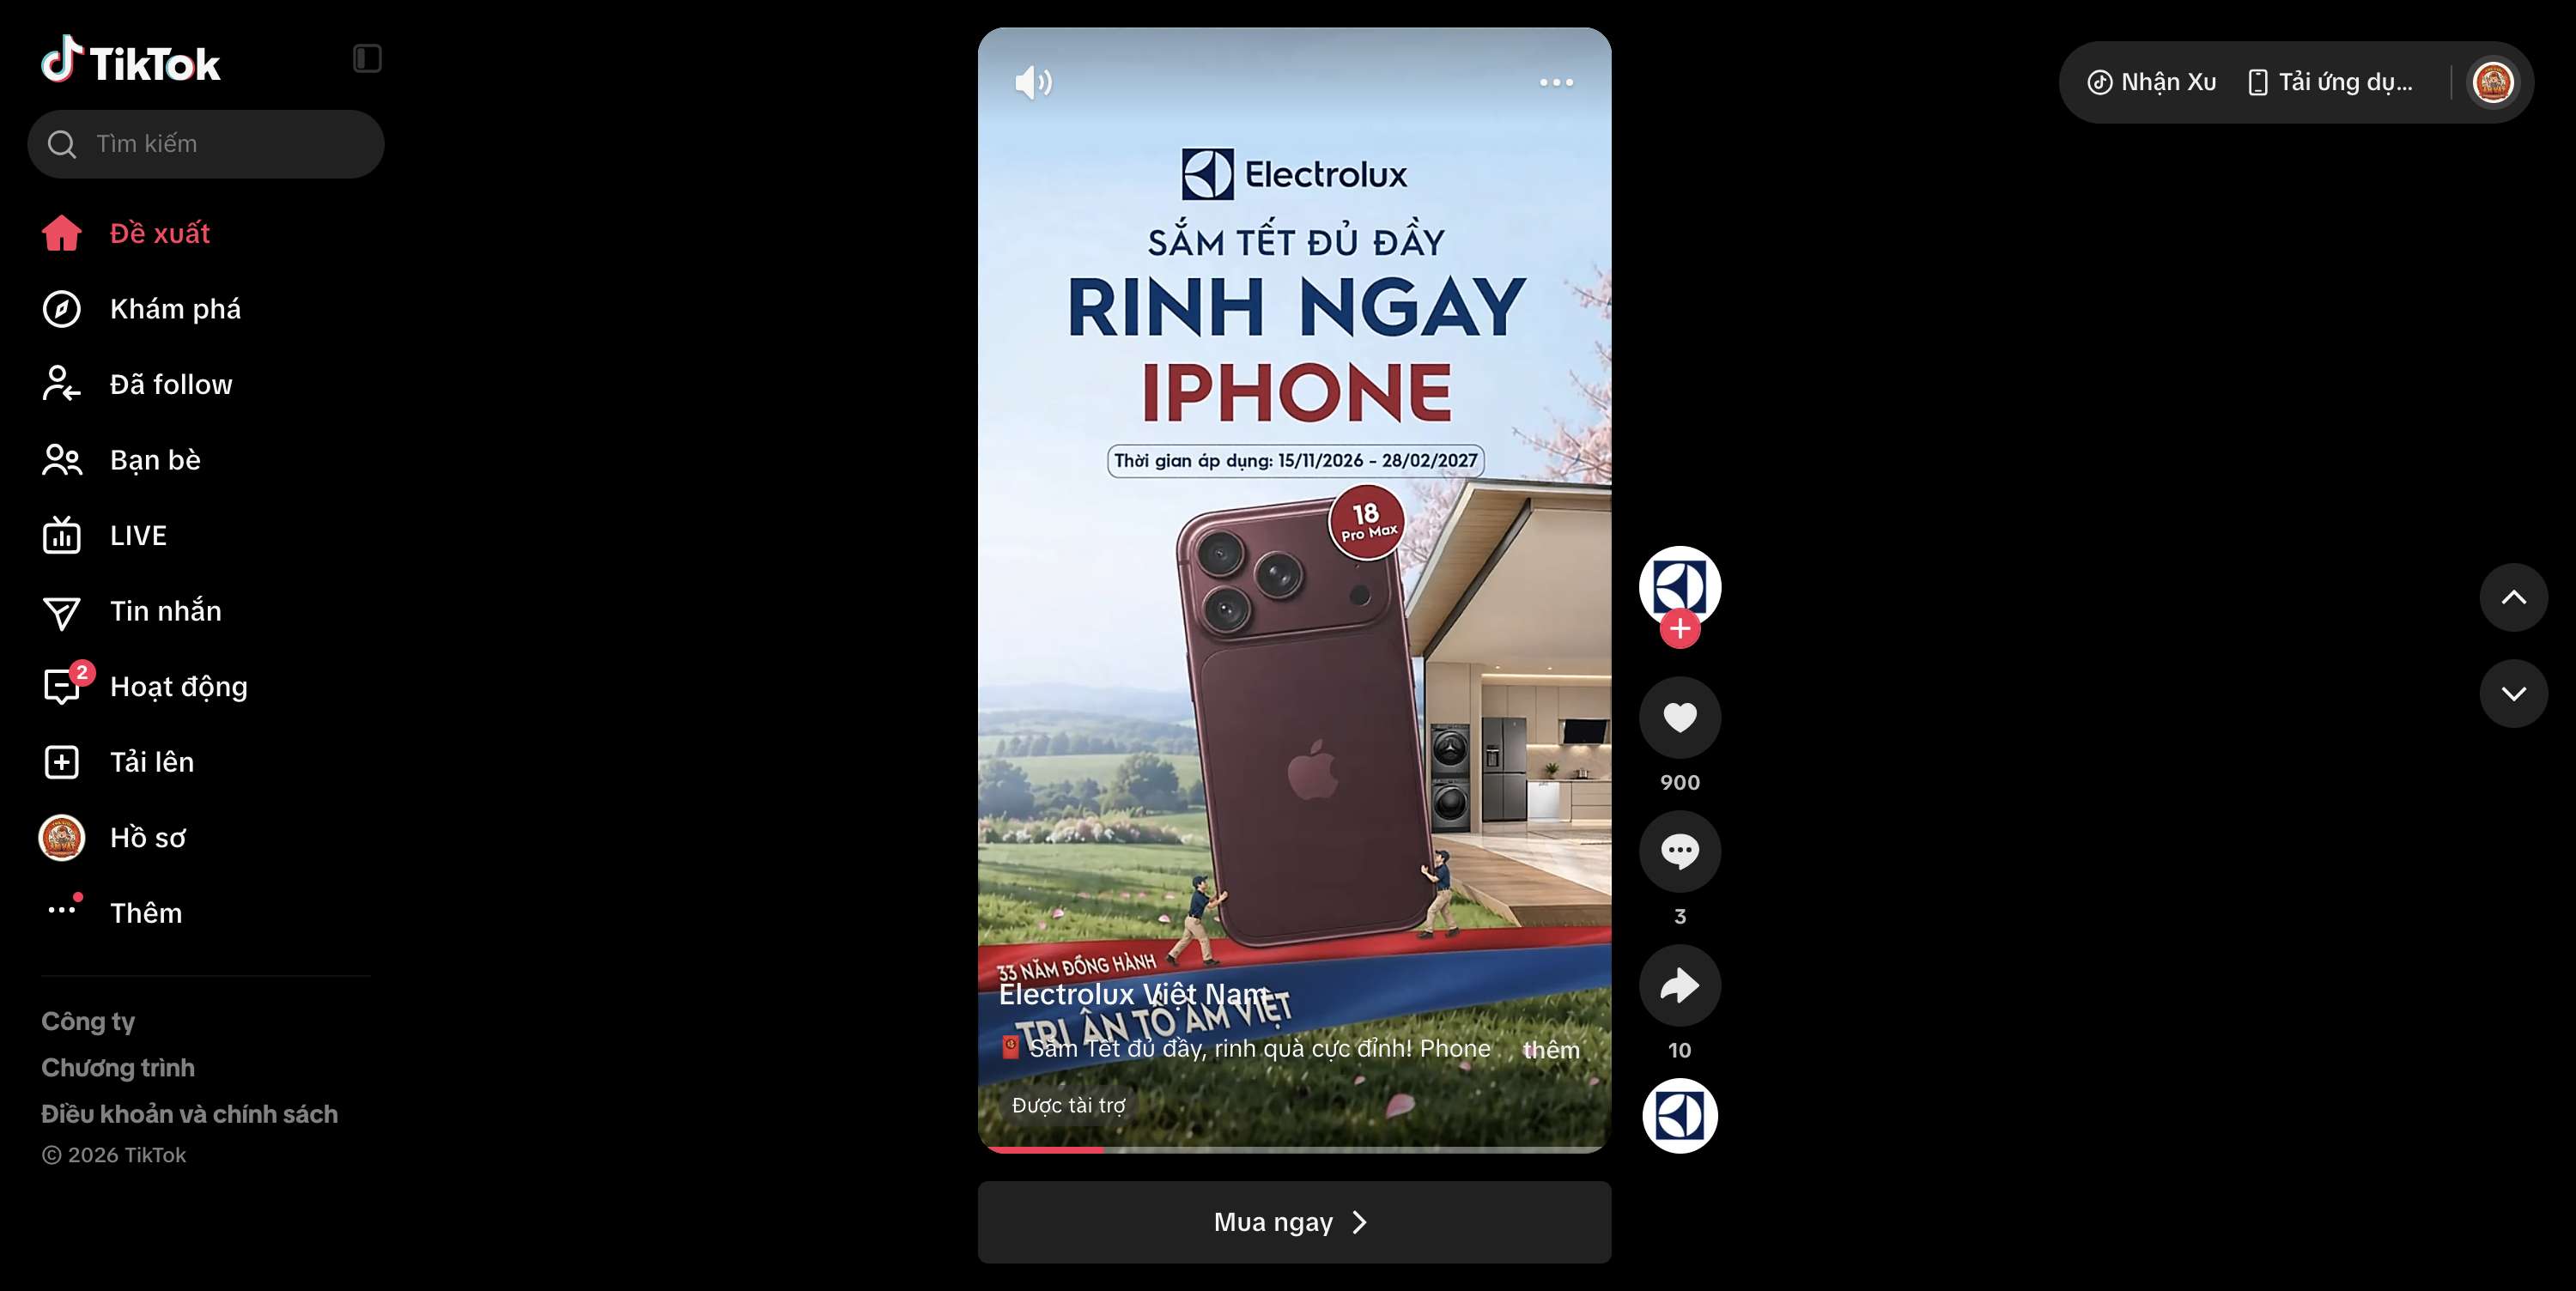 TikTok
Tìm kiếm
Đề xuất
Khám phá
Đã follow
Bạn bè
LIVE
Tin nhắn
2
Hoạt động
Tải lên
Hồ sơ
Thêm
Công ty
Chương trình
Điều khoản và chính sách
© 2026 TikTok
Electrolux
SẮM TẾT ĐỦ ĐẦY
RINH NGAY
IPHONE
Thời gian áp dụng: 15/11/2026 - 28/02/2027
18
Pro Max
33 NĂM ĐỒNG HÀNH
Electrolux Việt Nam
TRI ÂN TỔ ẤM VIỆT
Sắm Tết đủ đầy, rinh quà cực đỉnh! Phone
thêm
Được tài trợ
Mua ngay
900
3
10
Nhận Xu
Tải ứng dụ...